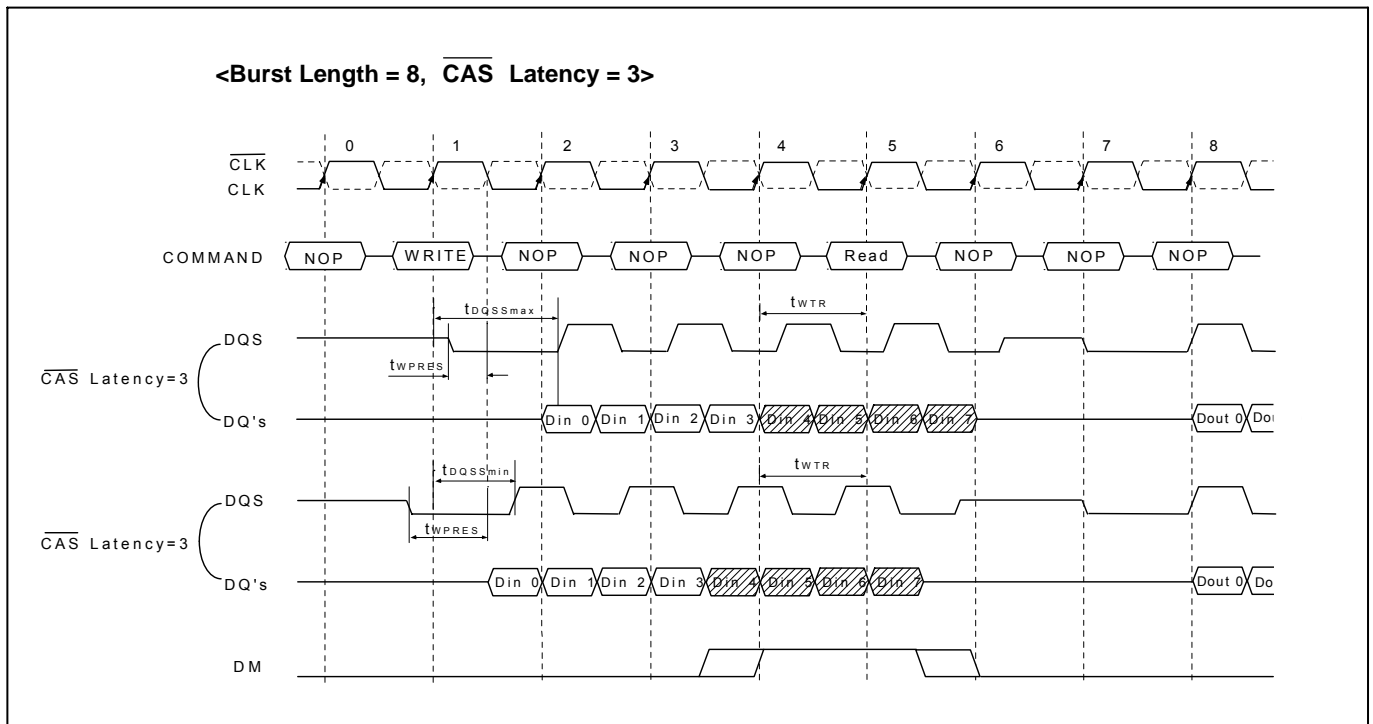 <Burst Length = 8, CAS Latency = 3>
0 1 2 3 4 5 6 7 8
CLK
CLK
COMMAND NOP WRITE NOP NOP NOP Read NOP NOP NOP
tDQSSmax tWTR
DQS
tWPRES
CAS Latency=3
DQ's Din 0 Din 1 Din 2 Din 3 Din 4 Din 5 Din 6 Din 7 Dout 0 Dou
tDQSSmin tWTR
DQS
tWPRES
CAS Latency=3
DQ's Din 0 Din 1 Din 2 Din 3 Din 4 Din 5 Din 6 Din 7 Dout 0 Do
DM